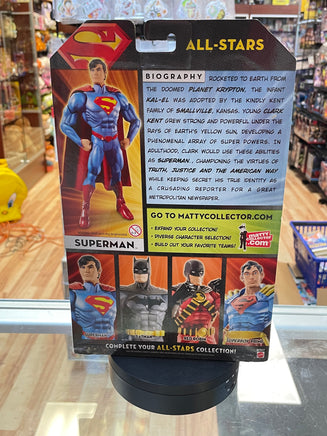 ALL-STARS
BIOGRAPHY ROCKETED TO EARTH FROM
THE DOOMED PLANET KRYPTON, THE INFANT
KAL-EL WAS ADOPTED BY THE KINDLY KENT
FAMILY OF SMALLVILLE, KANSAS. YOUNG CLARK
KENT GREW STRONG AND POWERFUL UNDER THE
RAYS OF EARTH'S YELLOW SUN, DEVELOPING A
PHENOMENAL ARRAY OF SUPER POWERS. IN
ADULTHOOD, CLARK WOULD USE THESE ABILITIES
AS SUPERMAN, CHAMPIONING THE VIRTUES OF
TRUTH, JUSTICE AND THE AMERICAN WAY
WHILE KEEPING SECRET HIS TRUE IDENTITY AS
A CRUSADING REPORTER FOR A GREAT
METROPOLITAN NEWSPAPER.
SUPERMAN
GO TO MATTYCOLLECTOR.COM
• EXPAND YOUR COLLECTION!
• DIVERSE CHARACTER SELECTION!
• BUILD OUT YOUR FAVORITE TEAMS!
MATTY
.com
COMPLETE YOUR ALL-STARS COLLECTION!